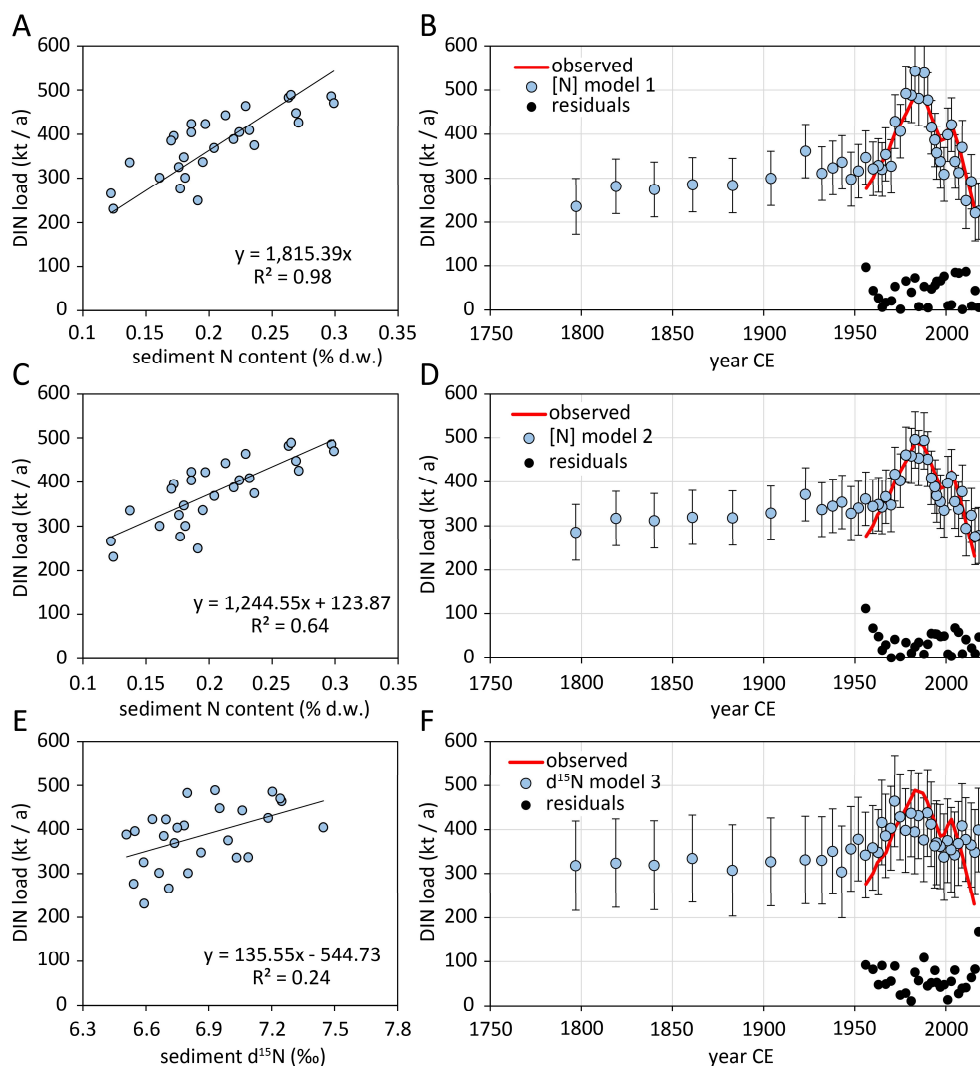 A
DIN load (kt / a)
600
500
400
300
200
100
0
y = 1,815.39x
R² = 0.98
0.1 0.15 0.2 0.25 0.3 0.35
sediment N content (% d.w.)
B
DIN load (kt / a)
600
500
400
300
200
100
0
observed
[N] model 1
residuals
1750 1800 1850 1900 1950 2000
year CE
C
DIN load (kt / a)
600
500
400
300
200
100
0
y = 1,244.55x + 123.87
R² = 0.64
0.1 0.15 0.2 0.25 0.3 0.35
sediment N content (% d.w.)
D
DIN load (kt / a)
600
500
400
300
200
100
0
observed
[N] model 2
residuals
1750 1800 1850 1900 1950 2000
year CE
E
DIN load (kt / a)
600
500
400
300
200
100
0
y = 135.55x - 544.73
R² = 0.24
6.3 6.6 6.9 7.2 7.5 7.8
sediment d¹⁵N (‰)
F
DIN load (kt / a)
600
500
400
300
200
100
0
observed
d¹⁵N model 3
residuals
1750 1800 1850 1900 1950 2000
year CE